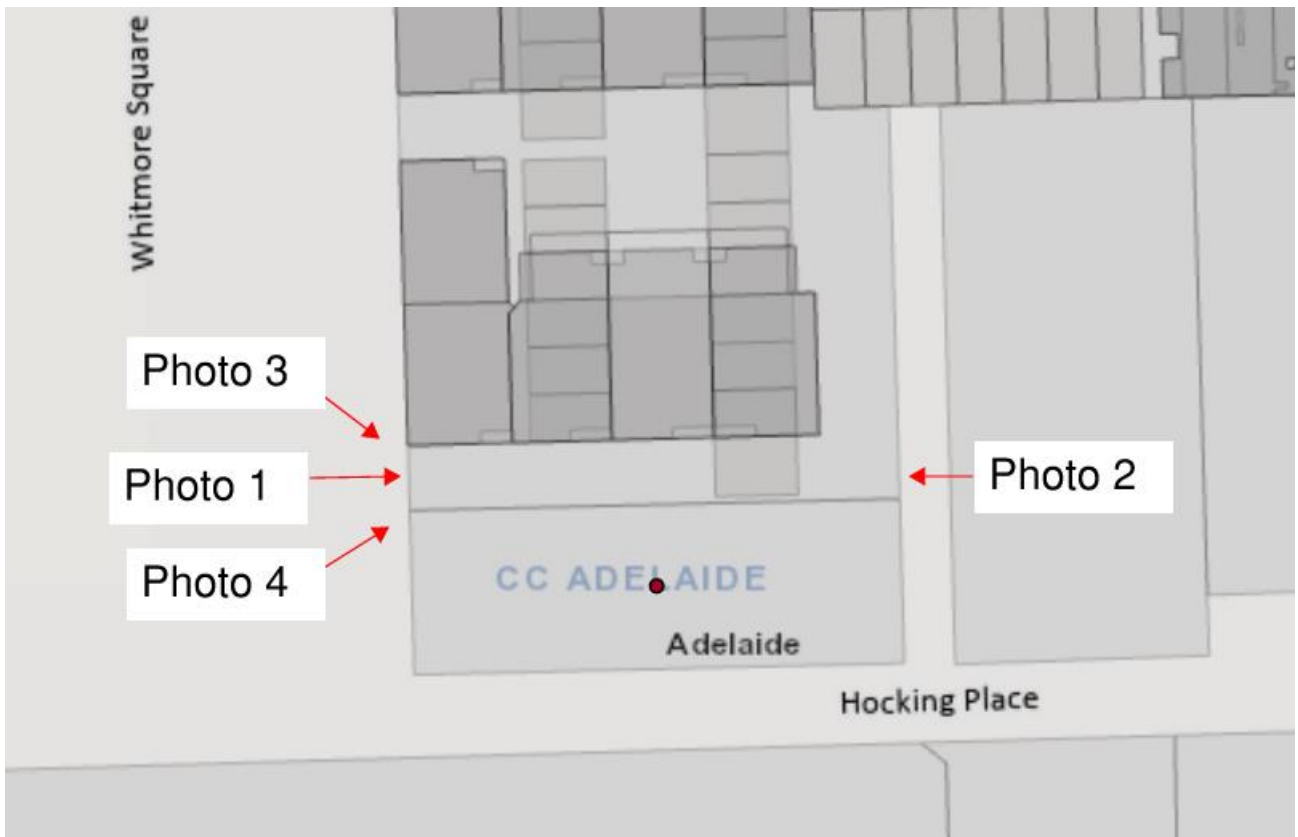 Whitmore Square
Photo 3
Photo 1
Photo 2
Photo 4
CC ADELAIDE
Adelaide
Hocking Place